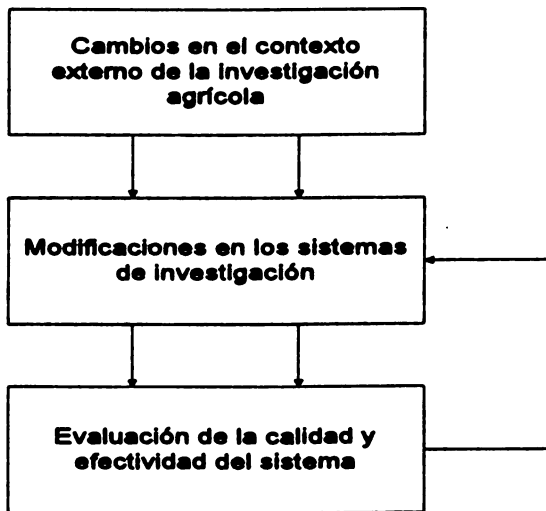 Cambios en el contexto
externo de la investigación
agrícola
Modificaciones en los sistemas
de investigación
Evaluación de la calidad y
efectividad del sistema